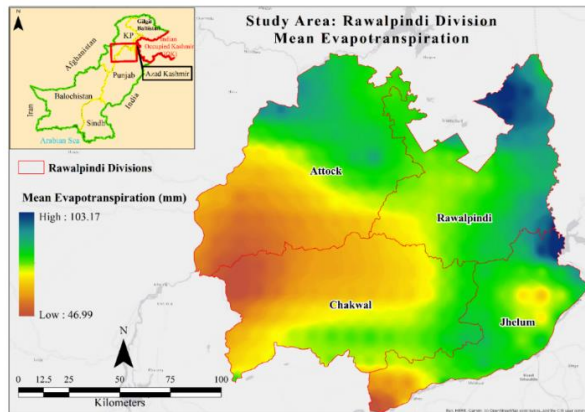 Study Area: Rawalpindi Division
Mean Evapotranspiration
N
Gilgit
Baltistan
KP
Indian
Occupied Kashmir
Afghanistan
Azad Kashmir
Punjab
Balochistan
India
Iran
Sindh
Arabian Sea
Rawalpindi Divisions
Mean Evapotranspiration (mm)
High : 103.17
Low : 46.99
Attock
Rawalpindi
Chakwal
Jhelum
N
0 12.5 25 50 75 100
Kilometers